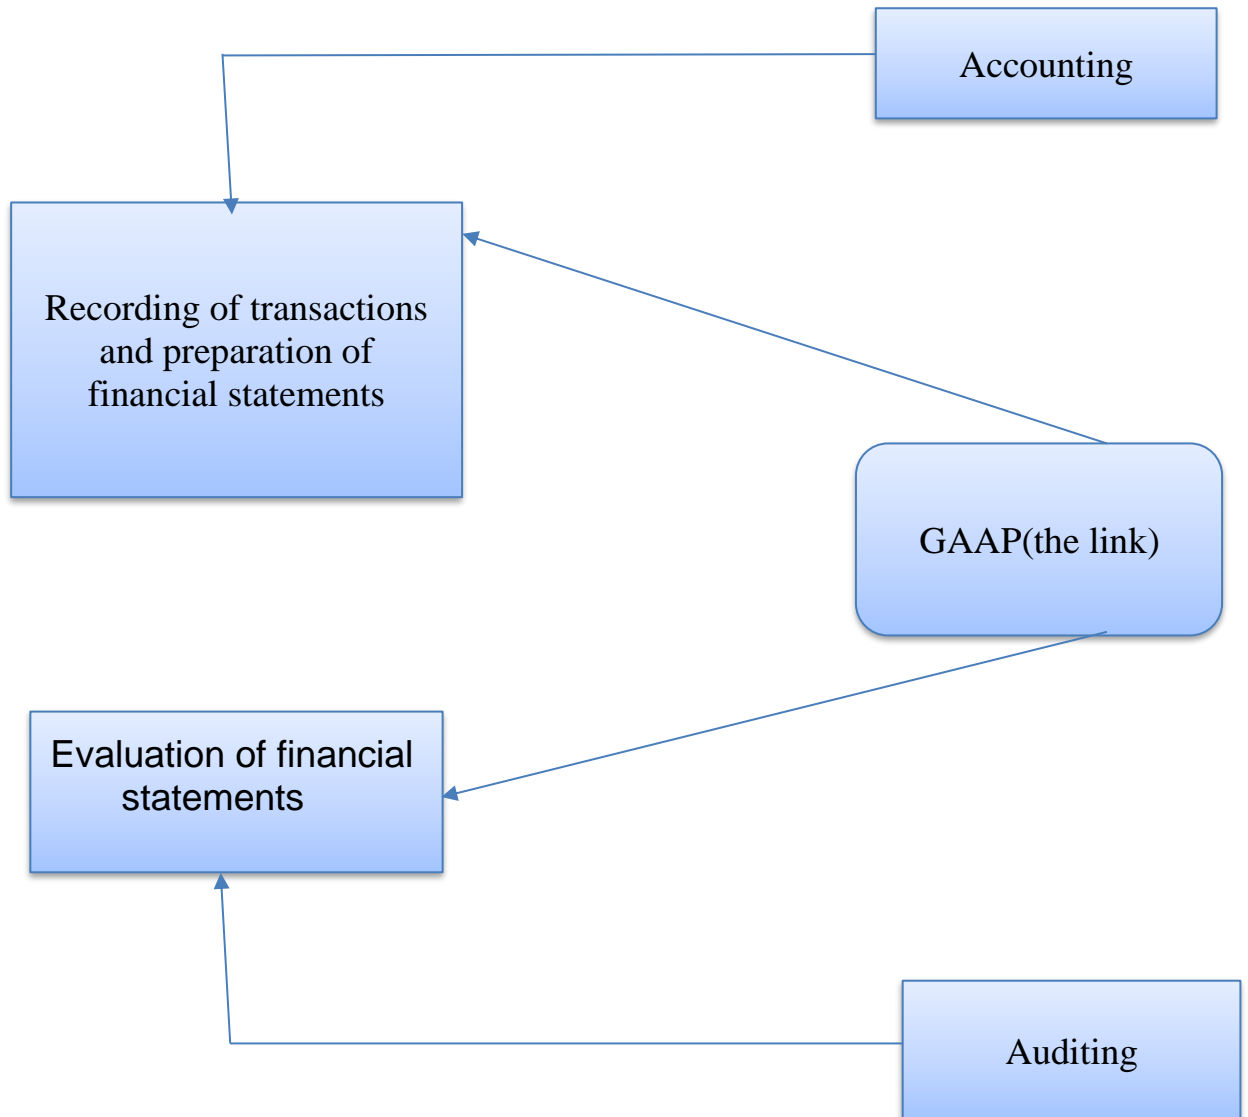 Accounting
Recording of transactions
and preparation of
financial statements
GAAP(the link)
Evaluation of financial
statements
Auditing